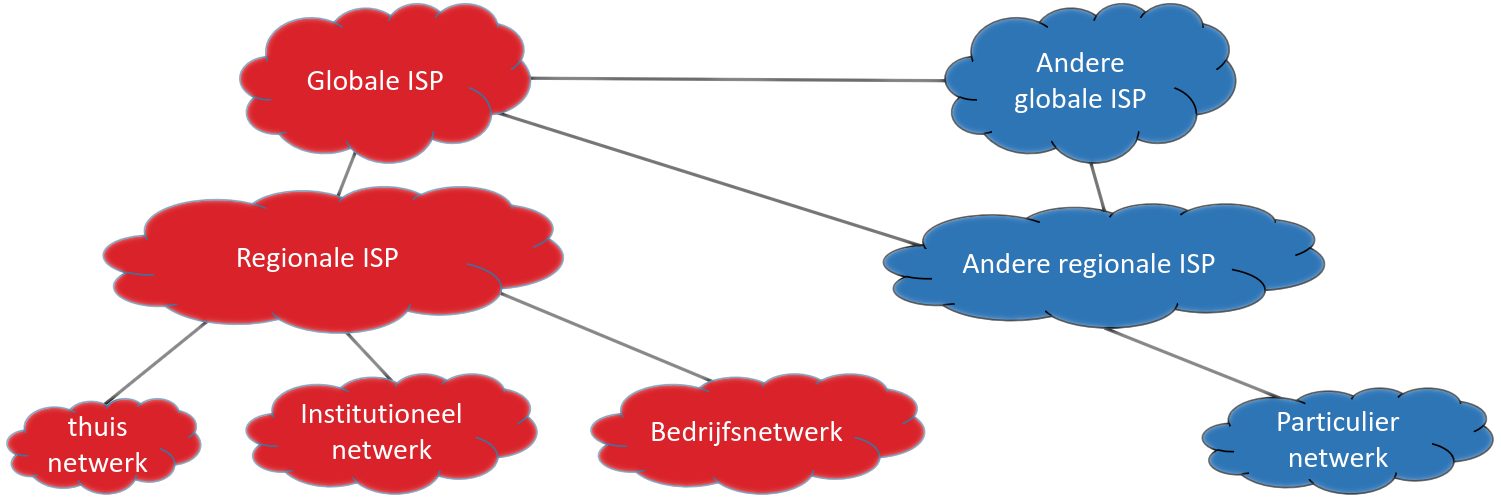 Globale ISP
Andere
globale ISP
Regionale ISP
Andere regionale ISP
thuis
netwerk
Institutioneel
netwerk
Bedrijfsnetwerk
Particulier
netwerk